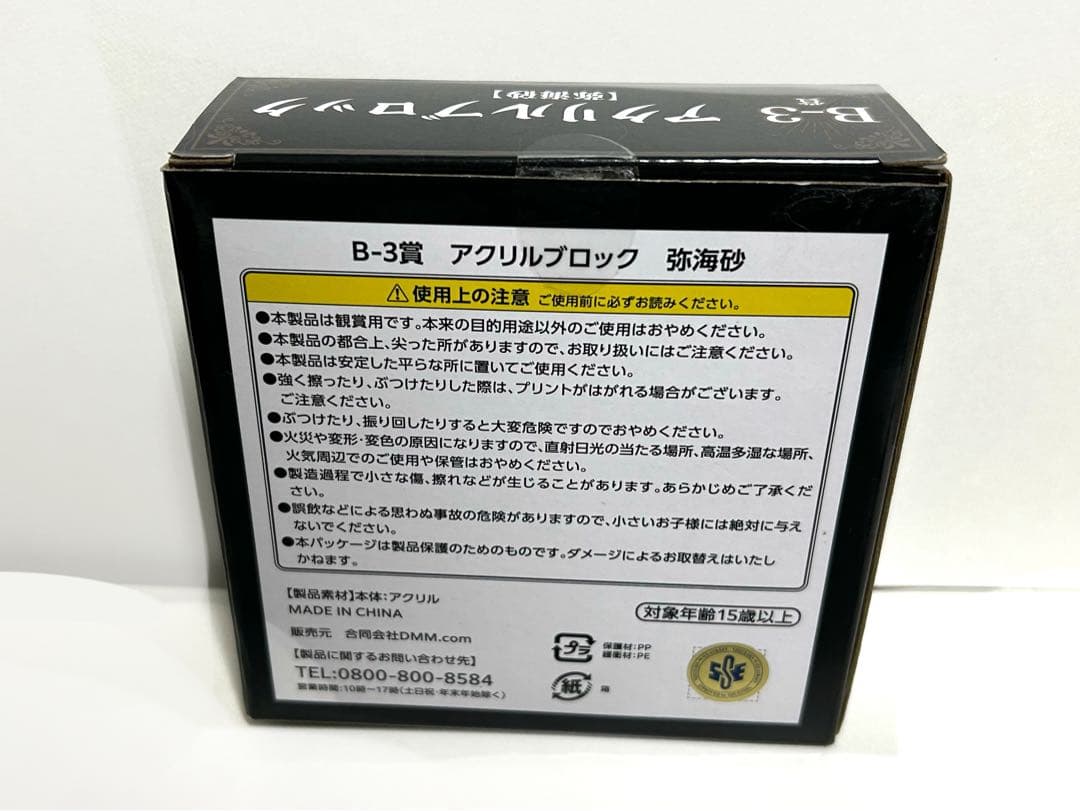 B-3賞
アクリルブロック
【弥海砂】
B-3賞 アクリルブロック 弥海砂
⚠使用上の注意 ご使用前に必ずお読みください。
●本製品は観賞用です。本来の目的用途以外のご使用はおやめください。
●本製品の都合上、尖った所がありますので、お取り扱いにはご注意ください。
●本製品は安定した平らな所に置いてご使用ください。
●強く擦ったり、ぶつけたりした際は、プリントがはがれる場合がございます。
ご注意ください。
●ぶつけたり、振り回したりすると大変危険ですのでおやめください。
●火災や変形・変色の原因になりますので、直射日光の当たる場所、高温多湿な場所、
火気周辺でのご使用や保管はおやめください。
●製造過程で小さな傷、擦れなどが生じることがあります。あらかじめご了承くだ
さい。
●誤飲などによる思わぬ事故の危険がありますので、小さいお子様には絶対に与え
ないでください。
●本パッケージは製品保護のためのものです。ダメージによるお取替えはいたし
かねます。
【製品素材】本体：アクリル
MADE IN CHINA
対象年齢15歳以上
販売元 合同会社DMM.com
【製品に関するお問い合わせ先】
TEL:0800-800-8584
営業時間：10時～17時（土日祝・年末年始除く）
プラ
保護材：PP
緩衝材：PE
紙
箱